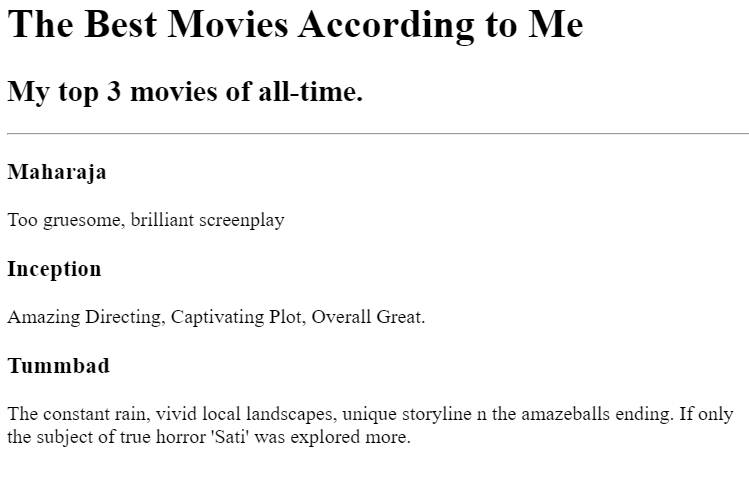 The Best Movies According to Me
My top 3 movies of all-time.
Maharaja
Too gruesome, brilliant screenplay
Inception
Amazing Directing, Captivating Plot, Overall Great.
Tummbad
The constant rain, vivid local landscapes, unique storyline n the amazeballs ending. If only
the subject of true horror 'Sati' was explored more.